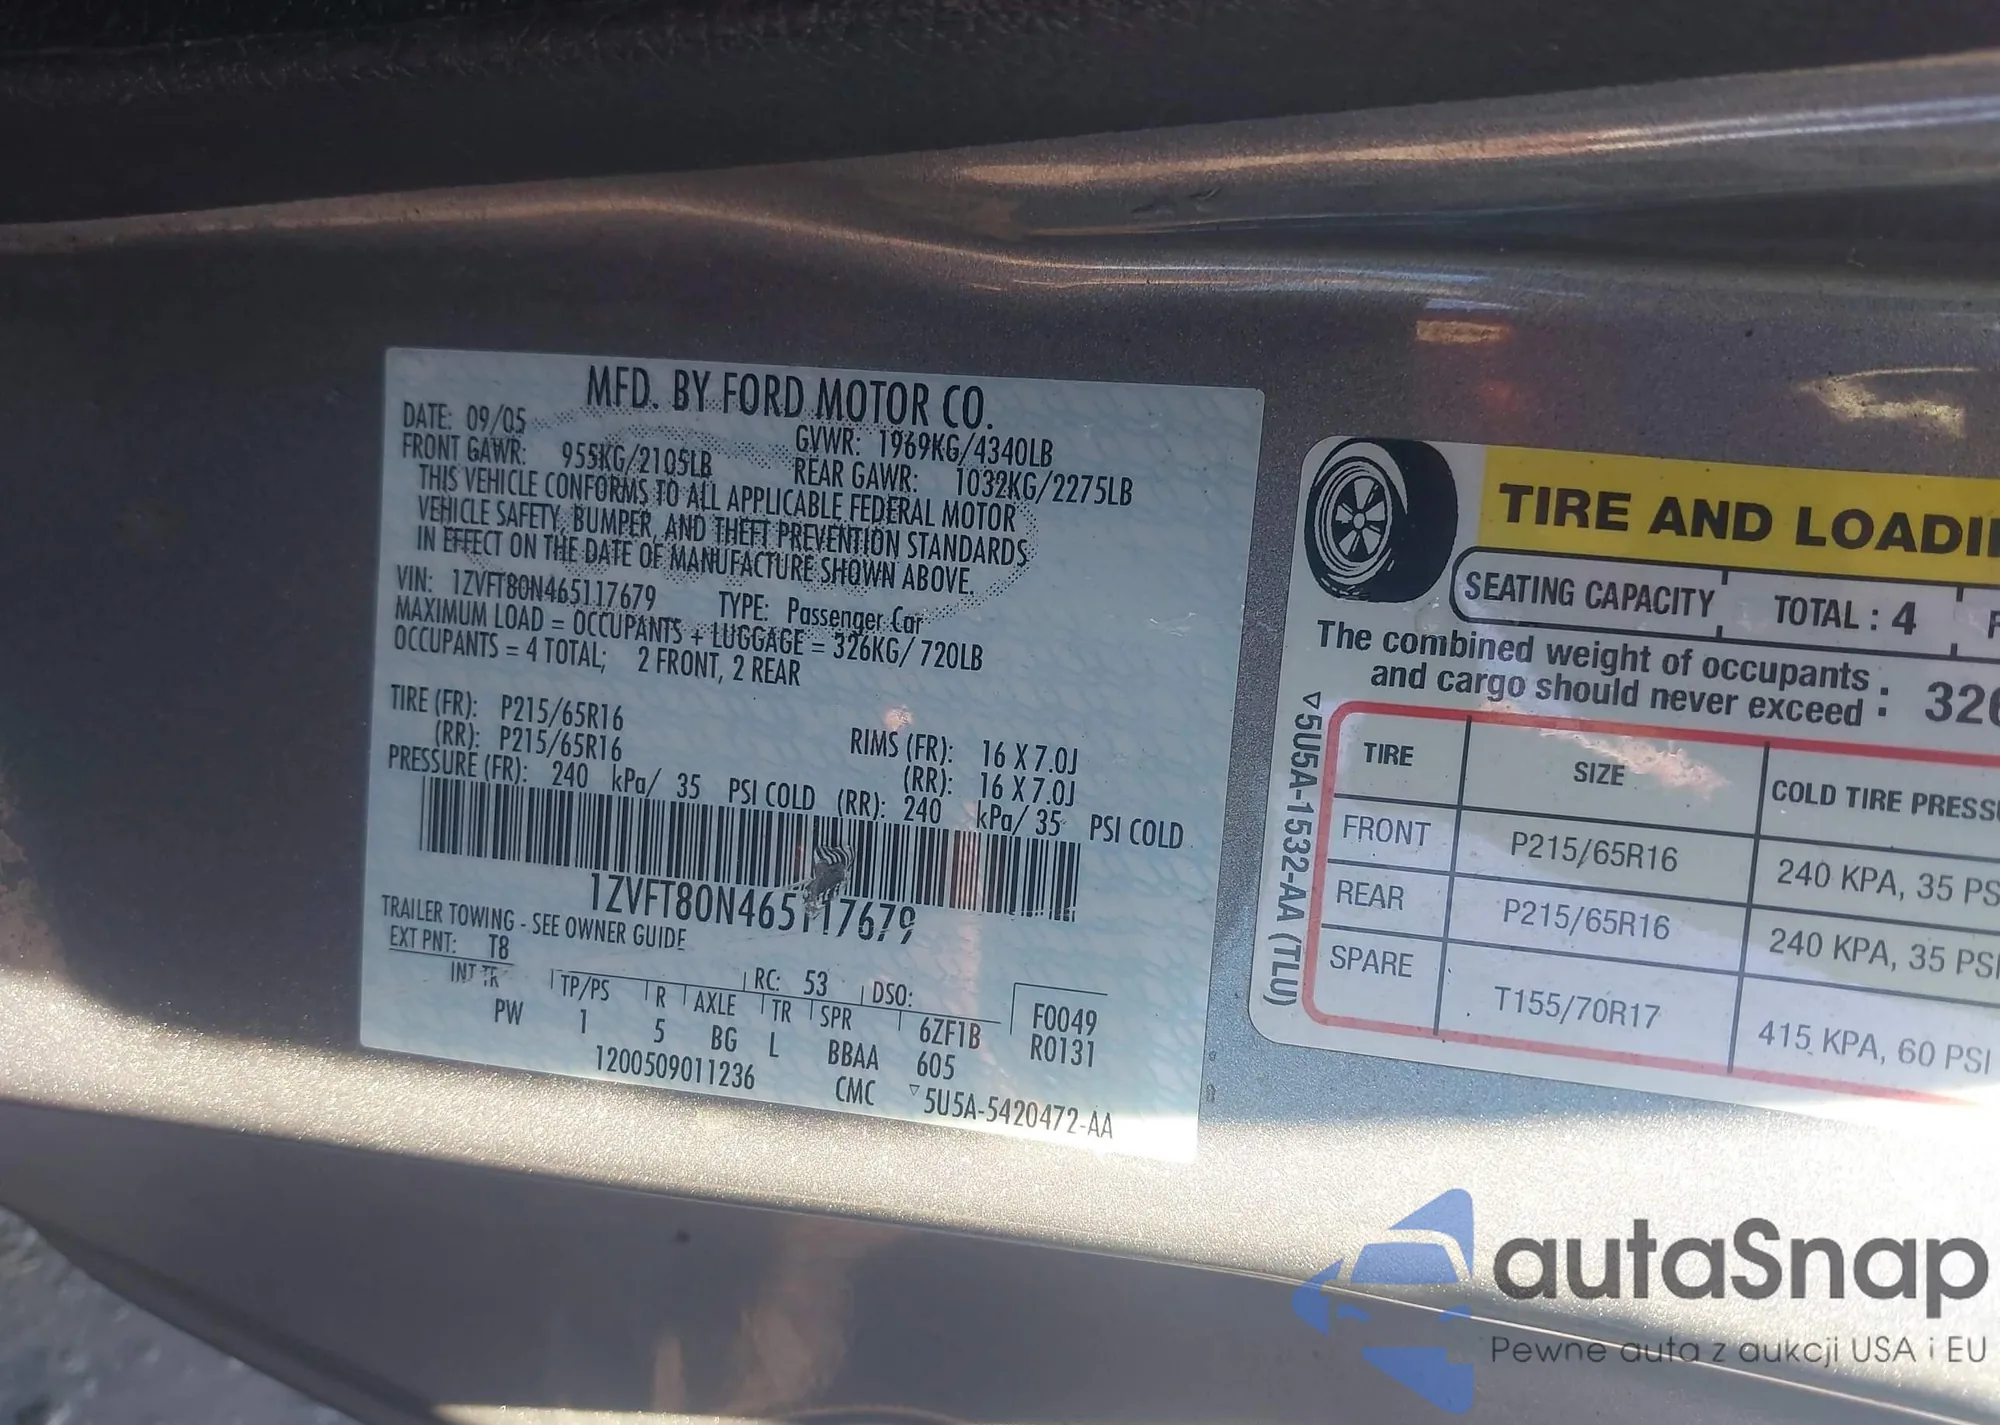 MFD. BY FORD MOTOR CO.
DATE: 09/05 GVWR: 1969KG/4340LB
FRONT GAWR: 955KG/2105LB REAR GAWR: 1032KG/2275LB
THIS VEHICLE CONFORMS TO ALL APPLICABLE FEDERAL MOTOR
VEHICLE SAFETY, BUMPER, AND THEFT PREVENTION STANDARDS
IN EFFECT ON THE DATE OF MANUFACTURE SHOWN ABOVE.
VIN: 1ZVFT80N465117679 TYPE: Passenger Car
MAXIMUM LOAD = OCCUPANTS + LUGGAGE = 326KG/720LB
OCCUPANTS = 4 TOTAL; 2 FRONT, 2 REAR
TIRE (FR): P215/65R16 RIMS (FR): 16 X 7.0J
(RR): P215/65R16 (RR): 16 X 7.0J
PRESSURE (FR): 240 kPa/ 35 PSI COLD (RR): 240 kPa/ 35 PSI COLD
1ZVFT80N465117679
TRAILER TOWING - SEE OWNER GUIDE
EXT PNT: T8 RC: 53 DSO: F0049
INT TR TP/PS R AXLE TR SPR 6ZF1B R0131
PW 1 5 BG L BBAA 605
1200509011236 CMC ▽5U5A-5420472-AA
TIRE AND LOADI
SEATING CAPACITY TOTAL : 4
The combined weight of occupants
and cargo should never exceed : 326
▽5U5A-1532-AA (TLU)
TIRE SIZE COLD TIRE PRESS
FRONT P215/65R16 240 KPA, 35 PS
REAR P215/65R16 240 KPA, 35 PSI
SPARE T155/70R17 415 KPA, 60 PSI
autaSnap
Pewne auta z aukcji USA i EU